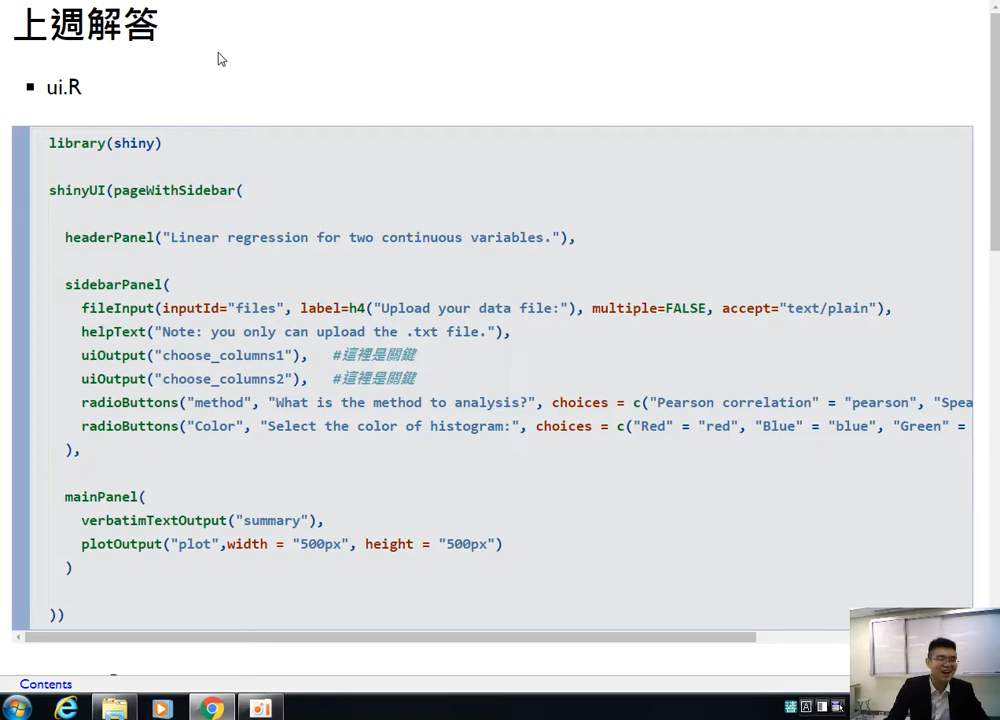 上週解答
ui.R
library(shiny)
shinyUI(pageWithSidebar(
headerPanel("Linear regression for two continuous variables."),
sidebarPanel(
fileInput(inputId="files", label=h4("Upload your data file:"), multiple=FALSE, accept="text/plain"),
helpText("Note: you only can upload the .txt file."),
uiOutput("choose_columns1"), #這裡是關鍵
uiOutput("choose_columns2"), #這裡是關鍵
radioButtons("method", "What is the method to analysis?", choices = c("Pearson correlation" = "pearson", "Spea
radioButtons("Color", "Select the color of histogram:", choices = c("Red" = "red", "Blue" = "blue", "Green" =
),
mainPanel(
verbatimTextOutput("summary"),
plotOutput("plot",width = "500px", height = "500px")
)
))
Contents